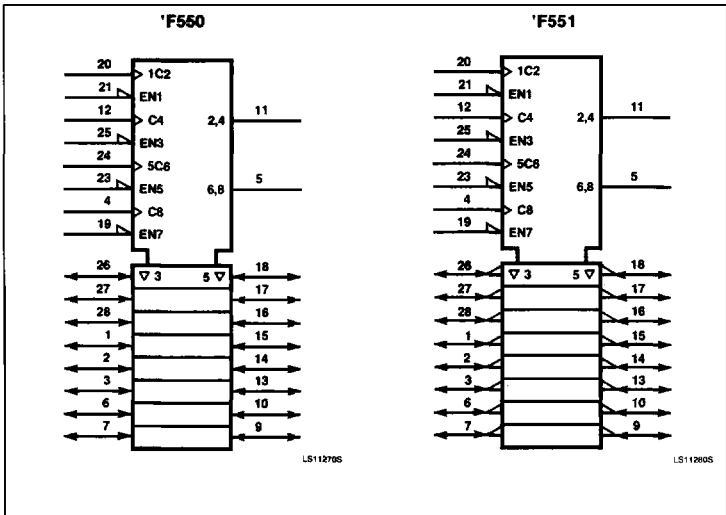 'F550
20 1C2
21 EN1
12 C4 2,4 11
25 EN3
24 5C6
23 EN5 6,8 5
4 C8
19 EN7
26 ▽ 3 5 ▽ 18
27 17
28 16
1 15
2 14
3 13
6 10
7 9
LS11270S
'F551
20 1C2
21 EN1
12 C4 2,4 11
25 EN3
24 5C6
23 EN5 6,8 5
4 C8
19 EN7
26 ▽ 3 5 ▽ 18
27 17
28 16
1 15
2 14
3 13
6 10
7 9
LS11280S